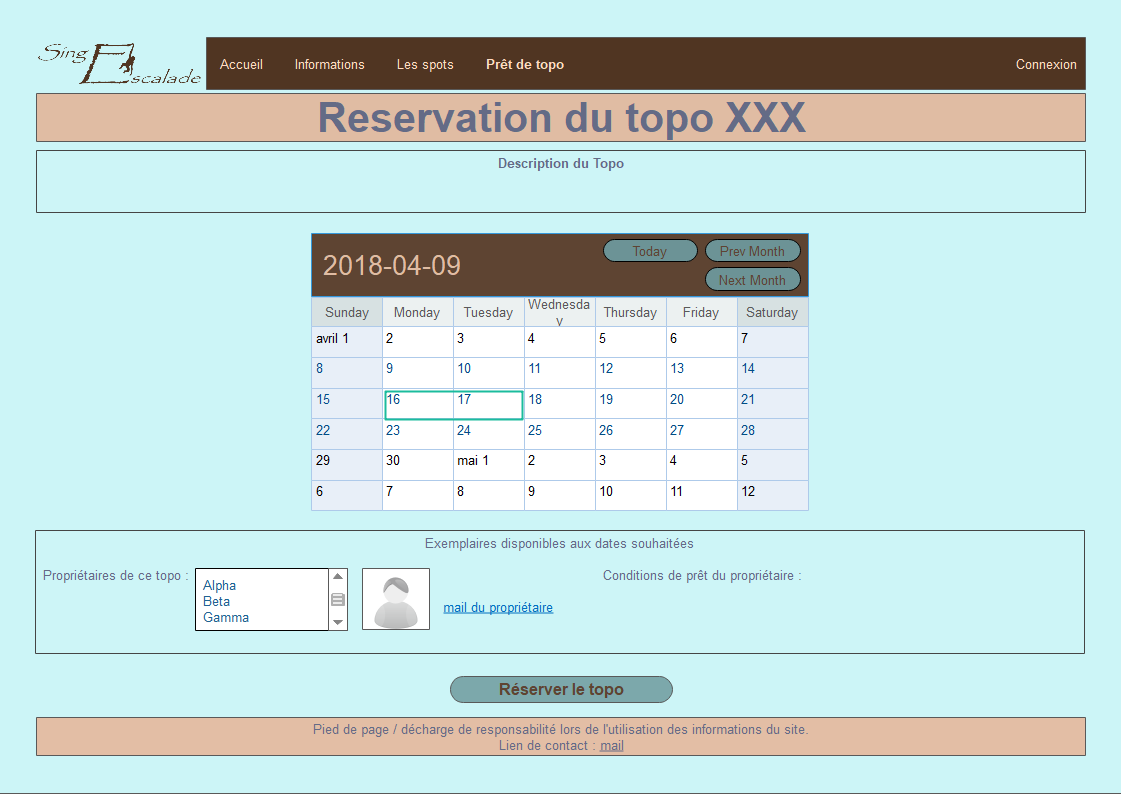 Sing Escalade
Accueil Informations Les spots Prêt de topo Connexion
Reservation du topo XXX
Description du Topo
2018-04-09 Today Prev Month
Next Month
Sunday Monday Tuesday Wednesda Thursday Friday Saturday
y
avril 1 2 3 4 5 6 7
8 9 10 11 12 13 14
15 16 17 18 19 20 21
22 23 24 25 26 27 28
29 30 mai 1 2 3 4 5
6 7 8 9 10 11 12
Exemplaires disponibles aux dates souhaitées
Propriétaires de ce topo : Conditions de prêt du propriétaire :
Alpha
Beta
Gamma
mail du propriétaire
Réserver le topo
Pied de page / décharge de responsabilité lors de l'utilisation des informations du site.
Lien de contact : mail